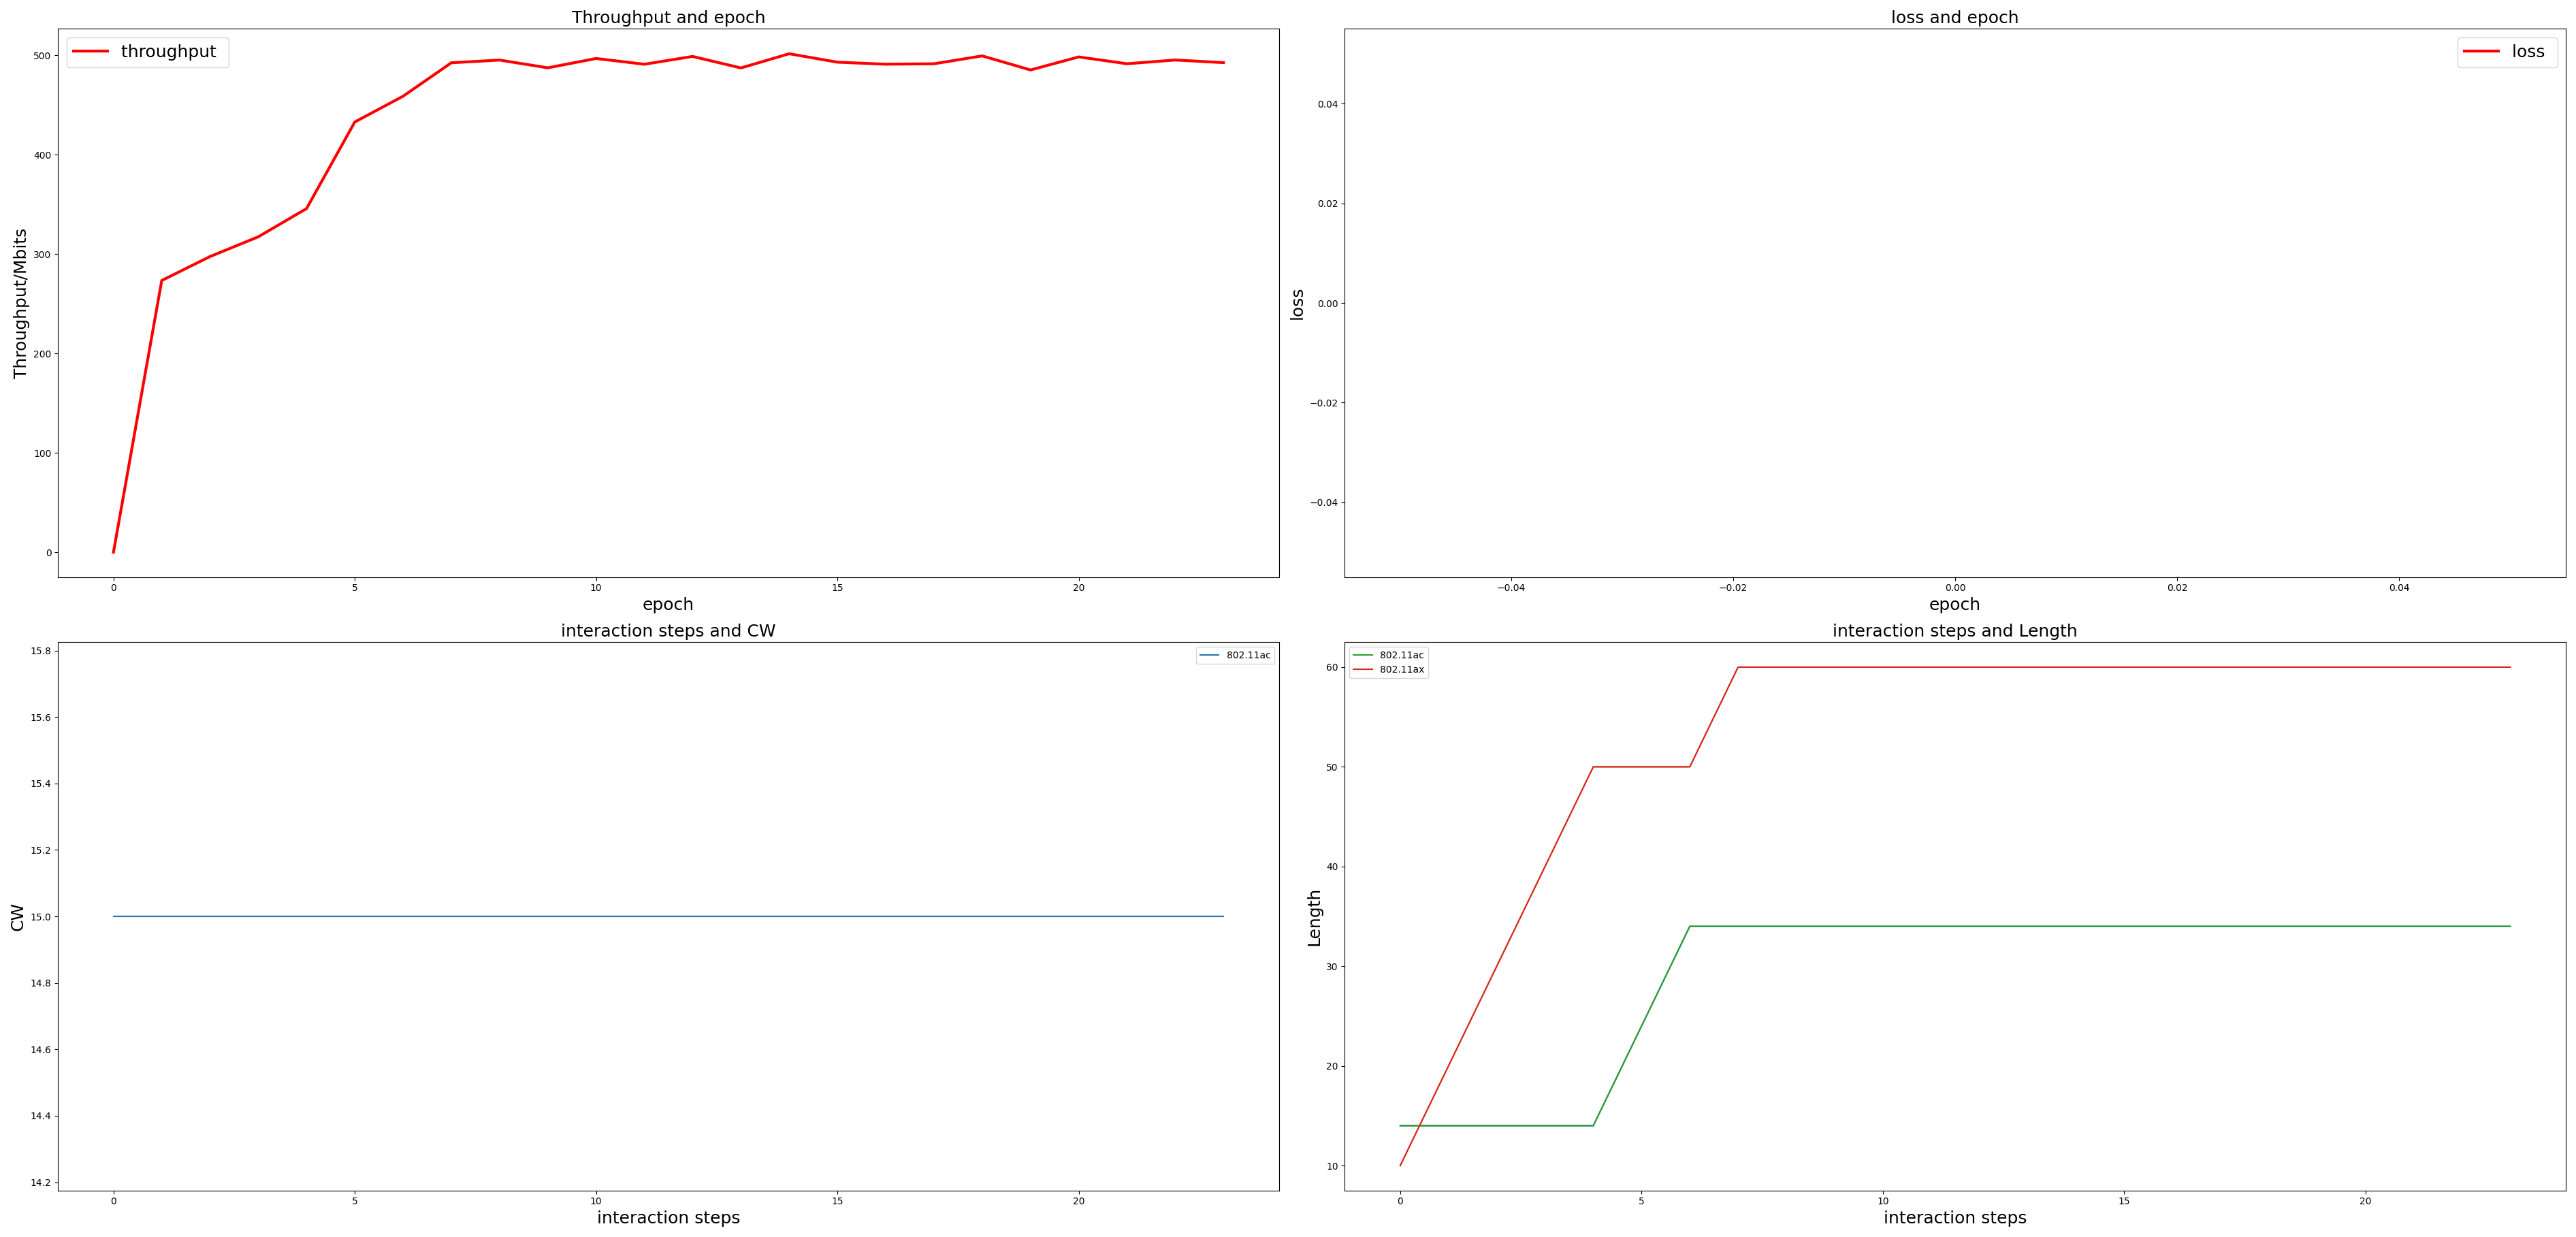 Throughput and epoch
throughput
500
400
300
200
100
0
Throughput/Mbits
0 5 10 15 20
epoch
loss and epoch
loss
0.04
0.02
0.00
−0.02
−0.04
loss
−0.04 −0.02 0.00 0.02 0.04
epoch
interaction steps and CW
802.11ac
15.8
15.6
15.4
15.2
15.0
14.8
14.6
14.4
14.2
CW
0 5 10 15 20
interaction steps
interaction steps and Length
802.11ac
802.11ax
60
50
40
30
20
10
Length
0 5 10 15 20
interaction steps